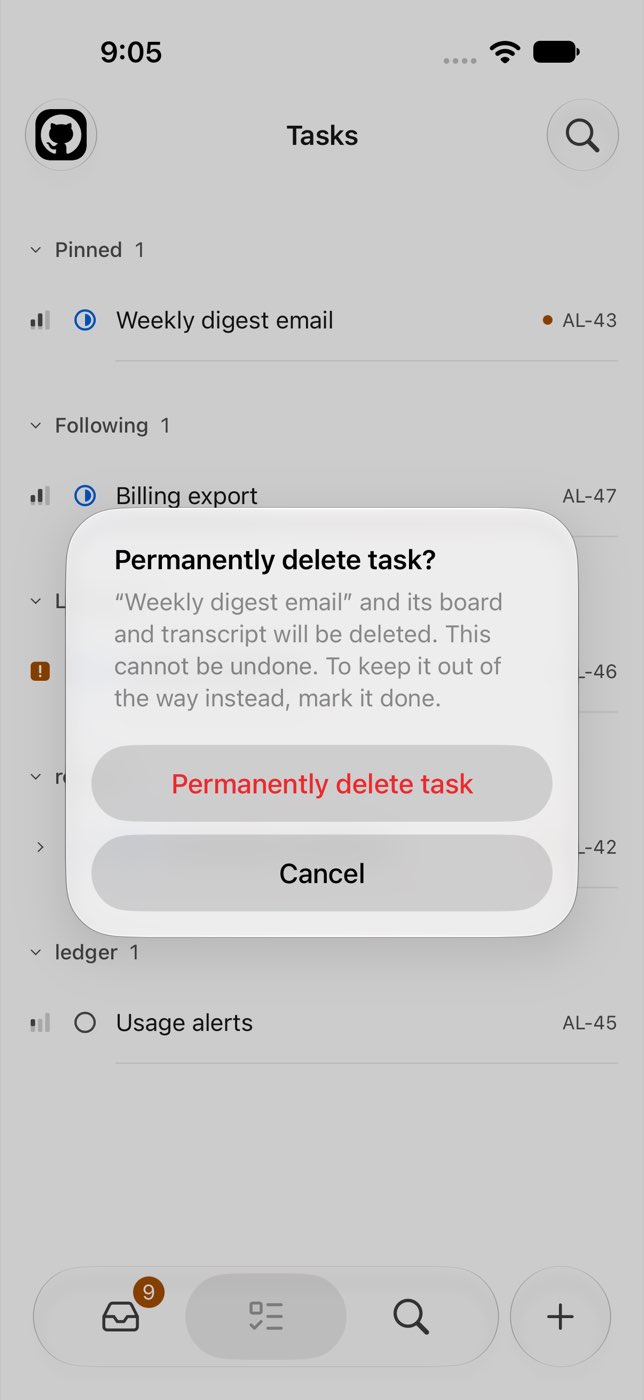 9:05
Tasks
Pinned 1
Weekly digest email AL-43
Following 1
Billing export AL-47
Permanently delete task?
“Weekly digest email” and its board
and transcript will be deleted. This
cannot be undone. To keep it out of
the way instead, mark it done.
-46
Permanently delete task
-42
Cancel
ledger 1
Usage alerts AL-45
9